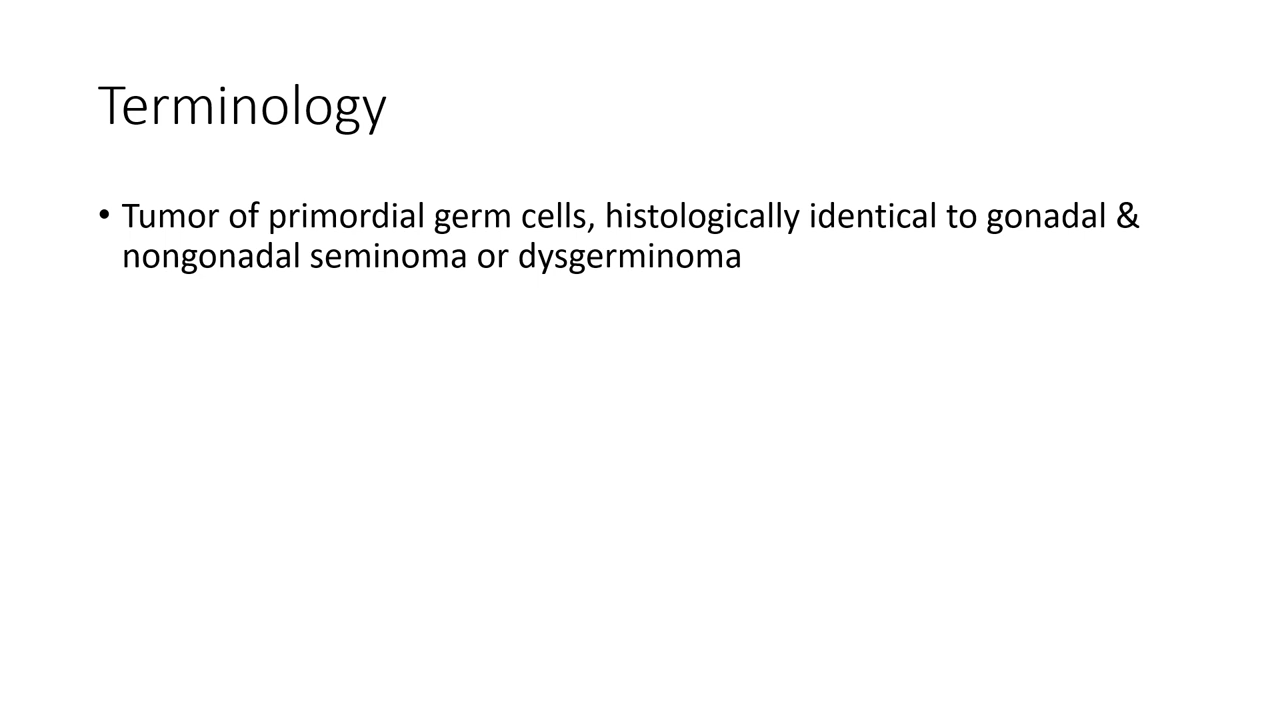 Terminology
• Tumor of primordial germ cells, histologically identical to gonadal &
nongonadal seminoma or dysgerminoma